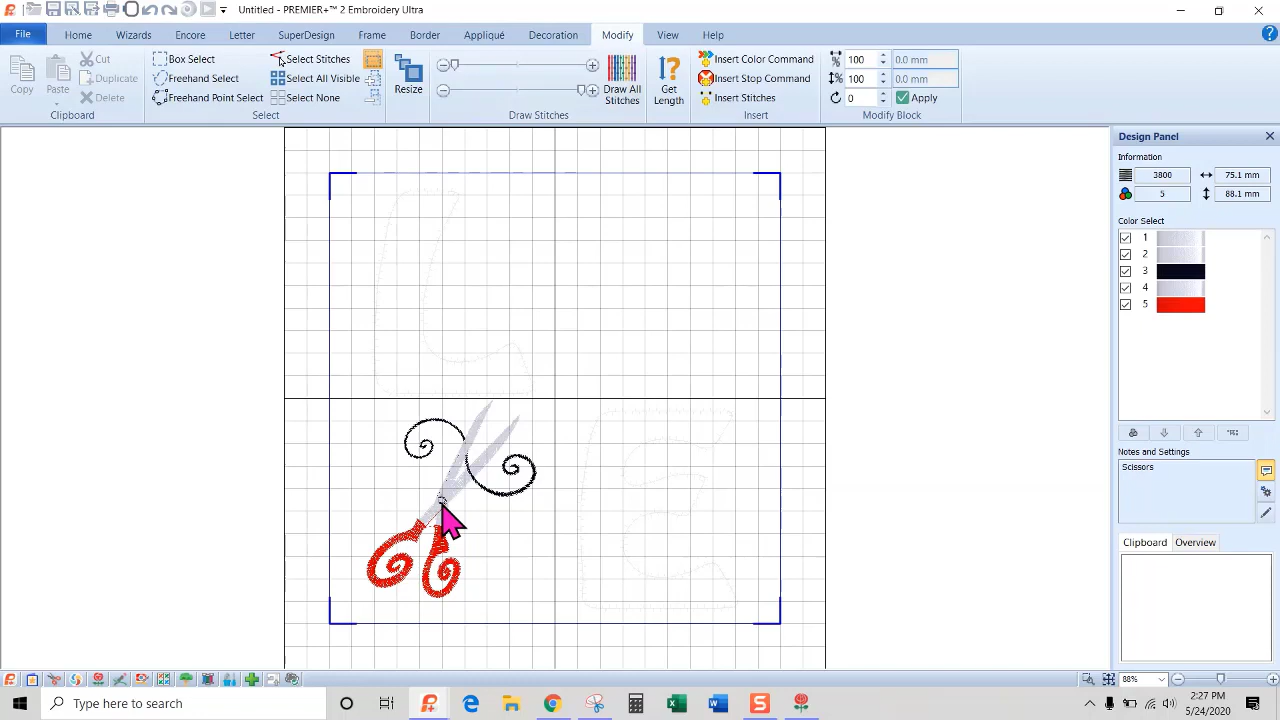 Untitled - PREMIER+™ 2 Embroidery Ultra
File Home Wizards Encore Letter SuperDesign Frame Border Appliqué Decoration Modify View Help
Copy
Paste
Cut
Duplicate
Delete
Clipboard
Box Select
Freehand Select
Freehand Point Select
Select Stitches
Select All Visible
Select None
Select
Resize
Draw All
Stitches
Draw Stitches
Get
Length
Insert Color Command
Insert Stop Command
Insert Stitches
Insert
% 100 0.0 mm
% 100 0.0 mm
0 Apply
Modify Block
Design Panel
Information
3800 75.1 mm
5 88.1 mm
Color Select
1
2
3
4
5
Notes and Settings
Scissors
Clipboard Overview
88%
Type here to search
5/24/2020